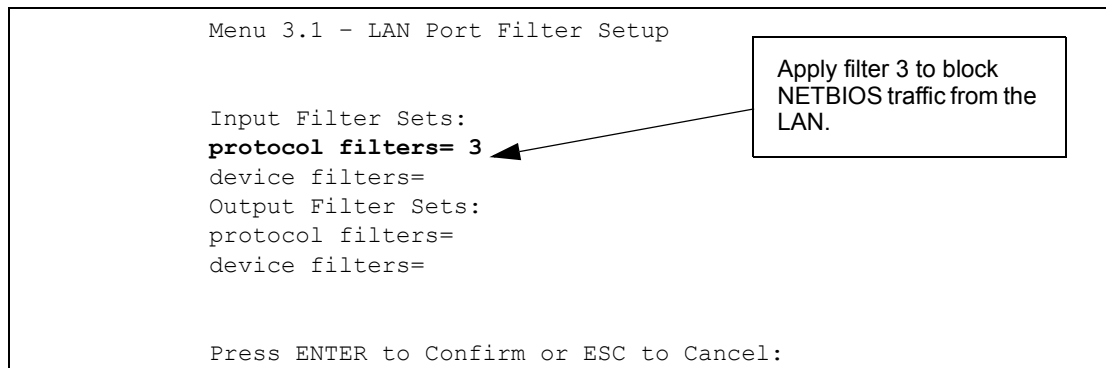 Menu 3.1 – LAN Port Filter Setup
Apply filter 3 to block
NETBIOS traffic from the
LAN.
Input Filter Sets:
protocol filters= 3
device filters=
Output Filter Sets:
protocol filters=
device filters=
Press ENTER to Confirm or ESC to Cancel: